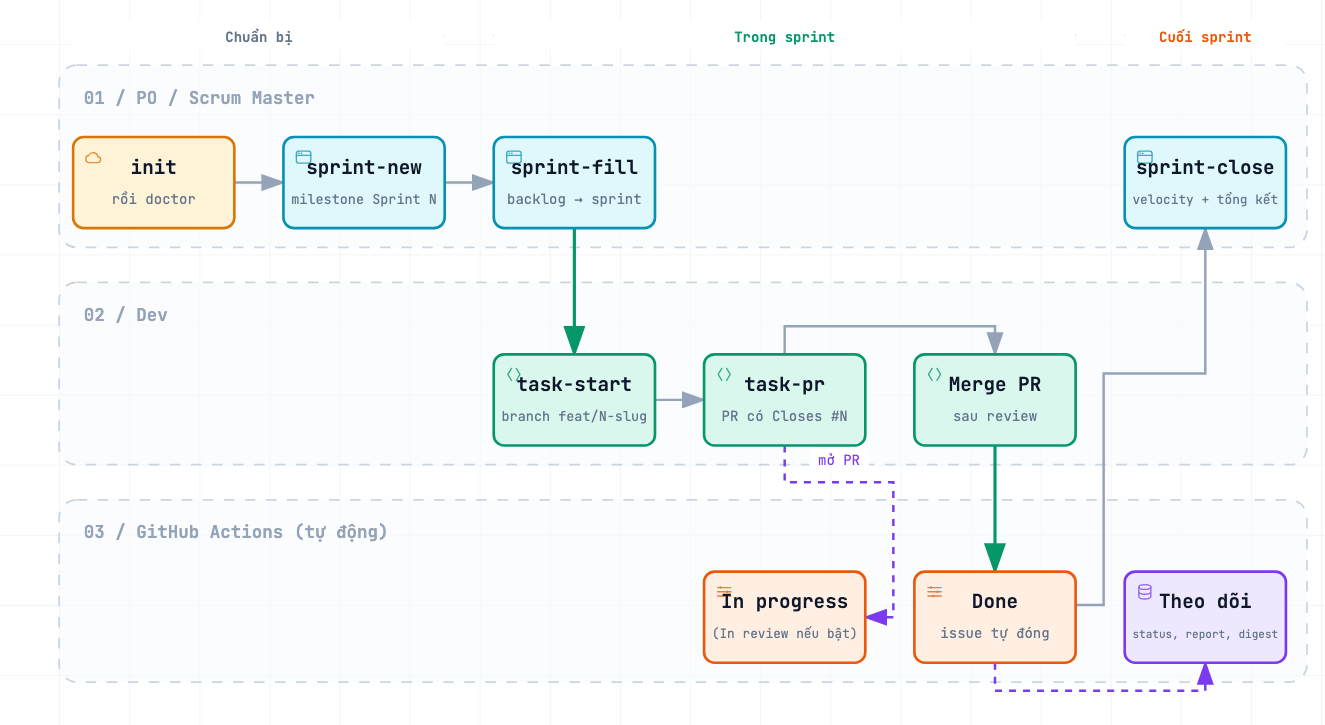 Chuẩn bị
Trong sprint
Cuối sprint
01 / PO / Scrum Master
init
rồi doctor
sprint-new
milestone Sprint N
sprint-fill
backlog → sprint
sprint-close
velocity + tổng kết
02 / Dev
task-start
branch feat/N-slug
task-pr
PR có Closes #N
Merge PR
sau review
mở PR
03 / GitHub Actions (tự động)
In progress
(In review nếu bật)
Done
issue tự đóng
Theo dõi
status, report, digest